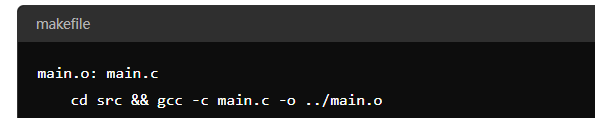 makefile
main.o: main.c
    cd src && gcc -c main.c -o ../main.o